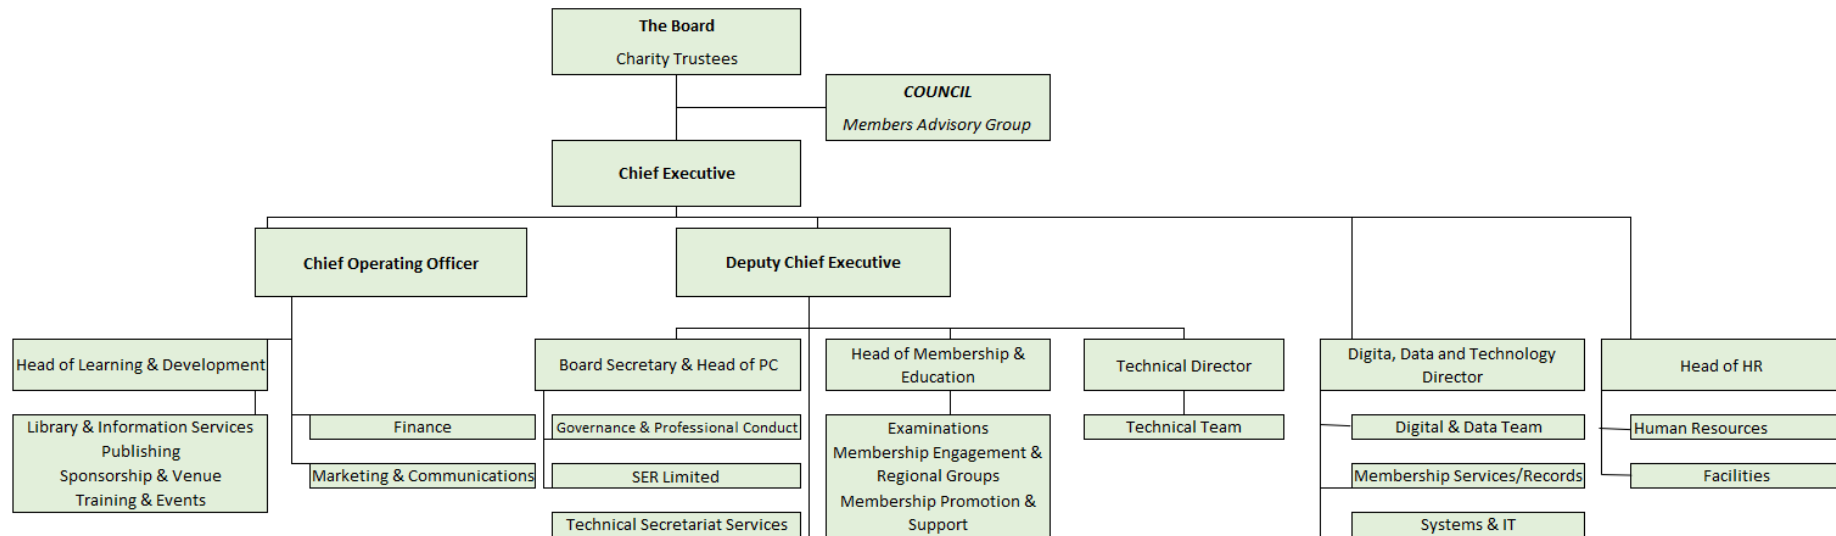 The Board
Charity Trustees
COUNCIL
Members Advisory Group
Chief Executive
Chief Operating Officer
Deputy Chief Executive
Head of Learning & Development
Board Secretary & Head of PC
Head of Membership &
Education
Technical Director
Digita, Data and Technology
Director
Head of HR
Library & Information Services
Publishing
Sponsorship & Venue
Training & Events
Finance
Marketing & Communications
Governance & Professional Conduct
SER Limited
Technical Secretariat Services
Examinations
Membership Engagement &
Regional Groups
Membership Promotion &
Support
Technical Team
Digital & Data Team
Membership Services/Records
Systems & IT
Human Resources
Facilities